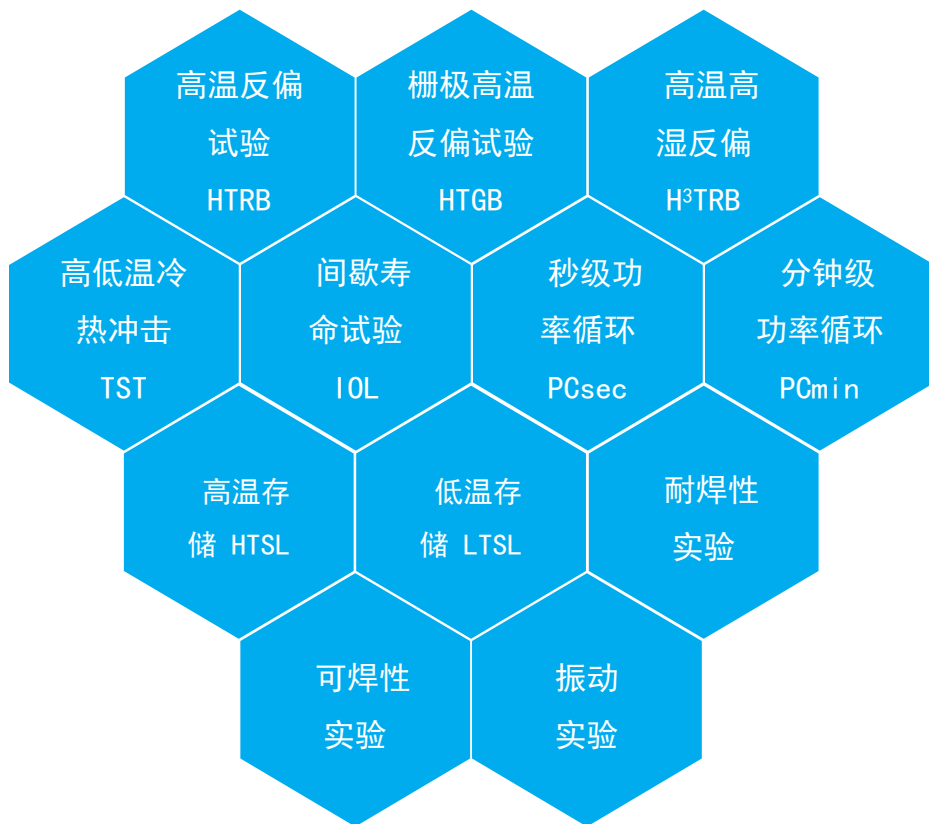 高温反偏
试验
HTRB
栅极高温
反偏试验
HTGB
高温高
湿反偏
H³TRB
高低温冷
热冲击
TST
间歇寿
命试验
IOL
秒级功
率循环
PCsec
分钟级
功率循环
PCmin
高温存
储 HTSL
低温存
储 LTSL
耐焊性
实验
可焊性
实验
振动
实验